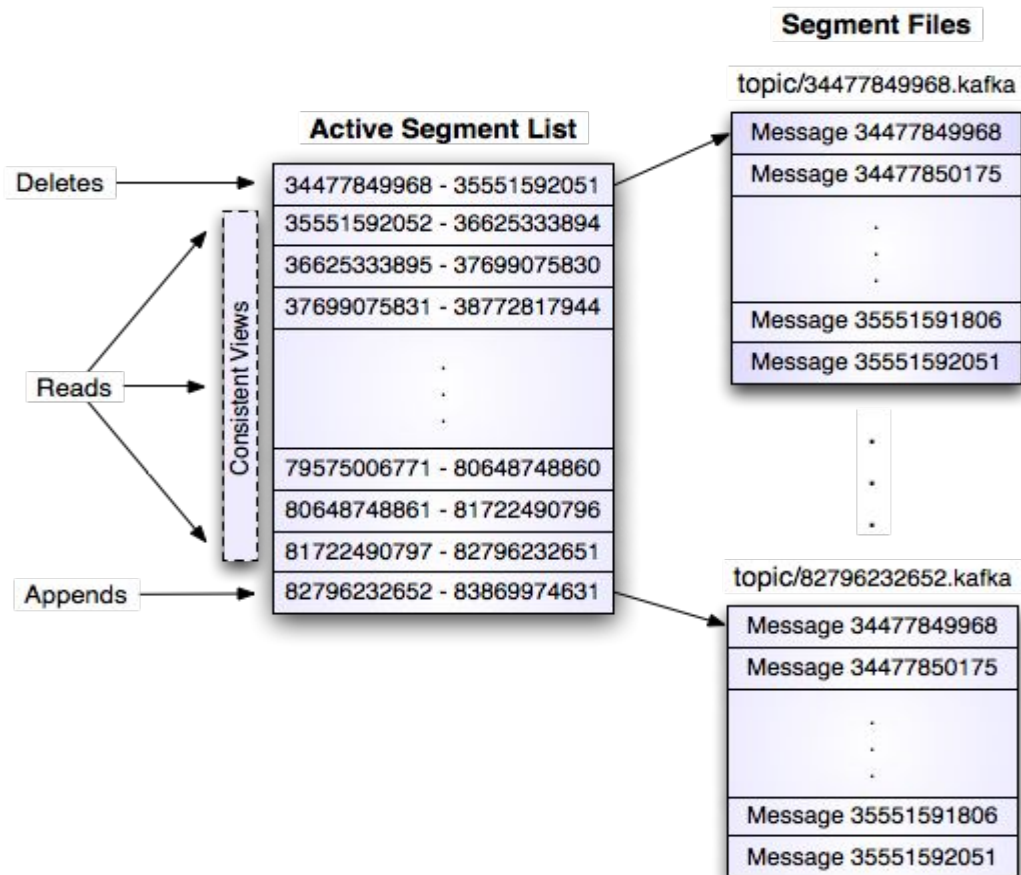 Segment Files
topic/34477849968.kafka
Message 34477849968
Message 34477850175
.
.
.
Message 35551591806
Message 35551592051
Active Segment List
Deletes
34477849968 - 35551592051
35551592052 - 36625333894
36625333895 - 37699075830
37699075831 - 38772817944
.
.
.
79575006771 - 80648748860
80648748861 - 81722490796
81722490797 - 82796232651
82796232652 - 83869974631
Reads
Consistent Views
Appends
.
.
.
topic/82796232652.kafka
Message 34477849968
Message 34477850175
.
.
.
Message 35551591806
Message 35551592051